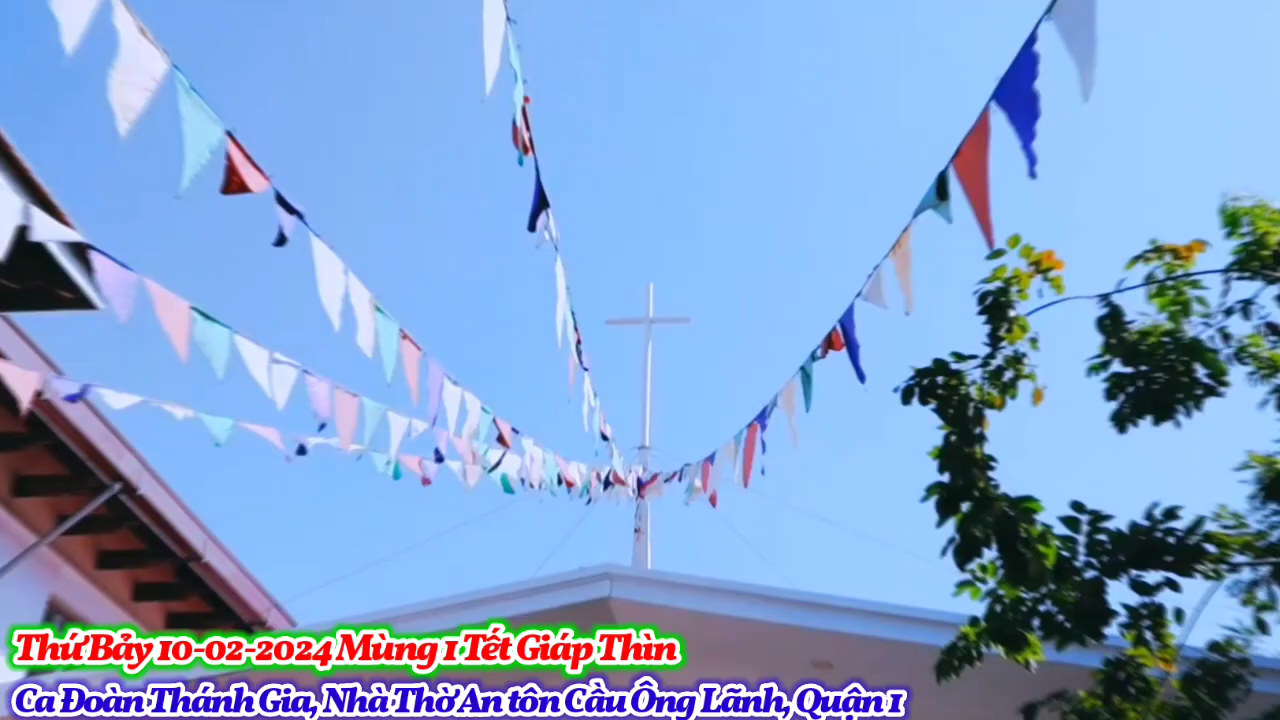 Thứ Bảy 10-02-2024 Mùng 1 Tết Giáp Thìn
Ca Đoàn Thánh Gia, Nhà Thờ An tôn Cầu Ông Lãnh, Quận 1